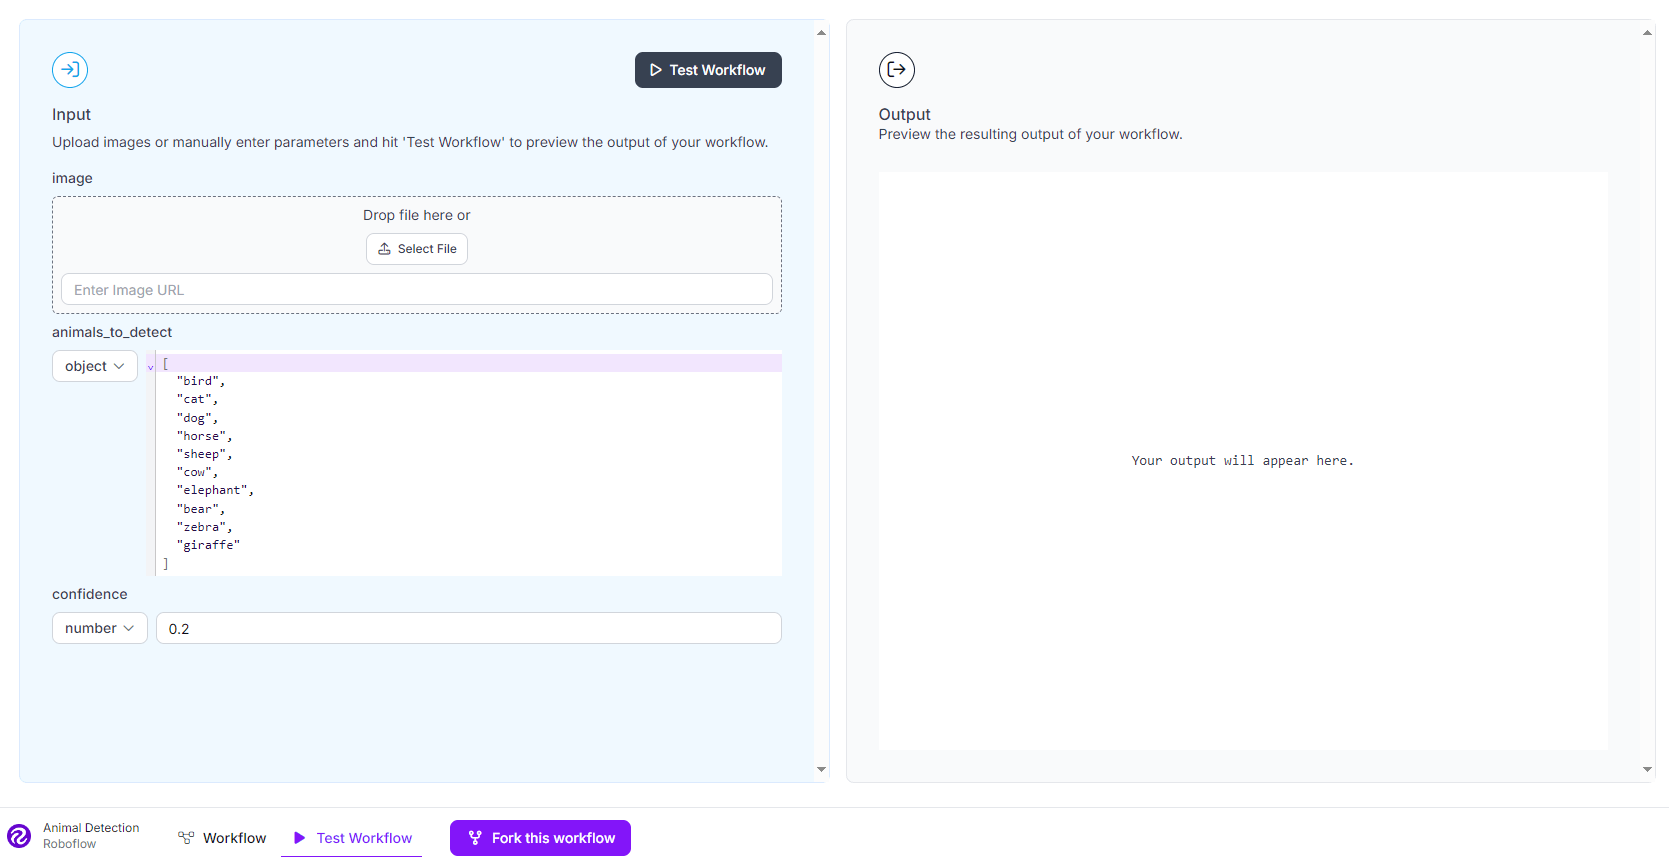 Test Workflow
Input
Upload images or manually enter parameters and hit 'Test Workflow' to preview the output of your workflow.
image
Drop file here or
Select File
Enter Image URL
animals_to_detect
object
[
"bird",
"cat",
"dog",
"horse",
"sheep",
"cow",
"elephant",
"bear",
"zebra",
"giraffe"
]
confidence
number
0.2
Output
Preview the resulting output of your workflow.
Your output will appear here.
Animal Detection
Roboflow
Workflow
Test Workflow
Fork this workflow